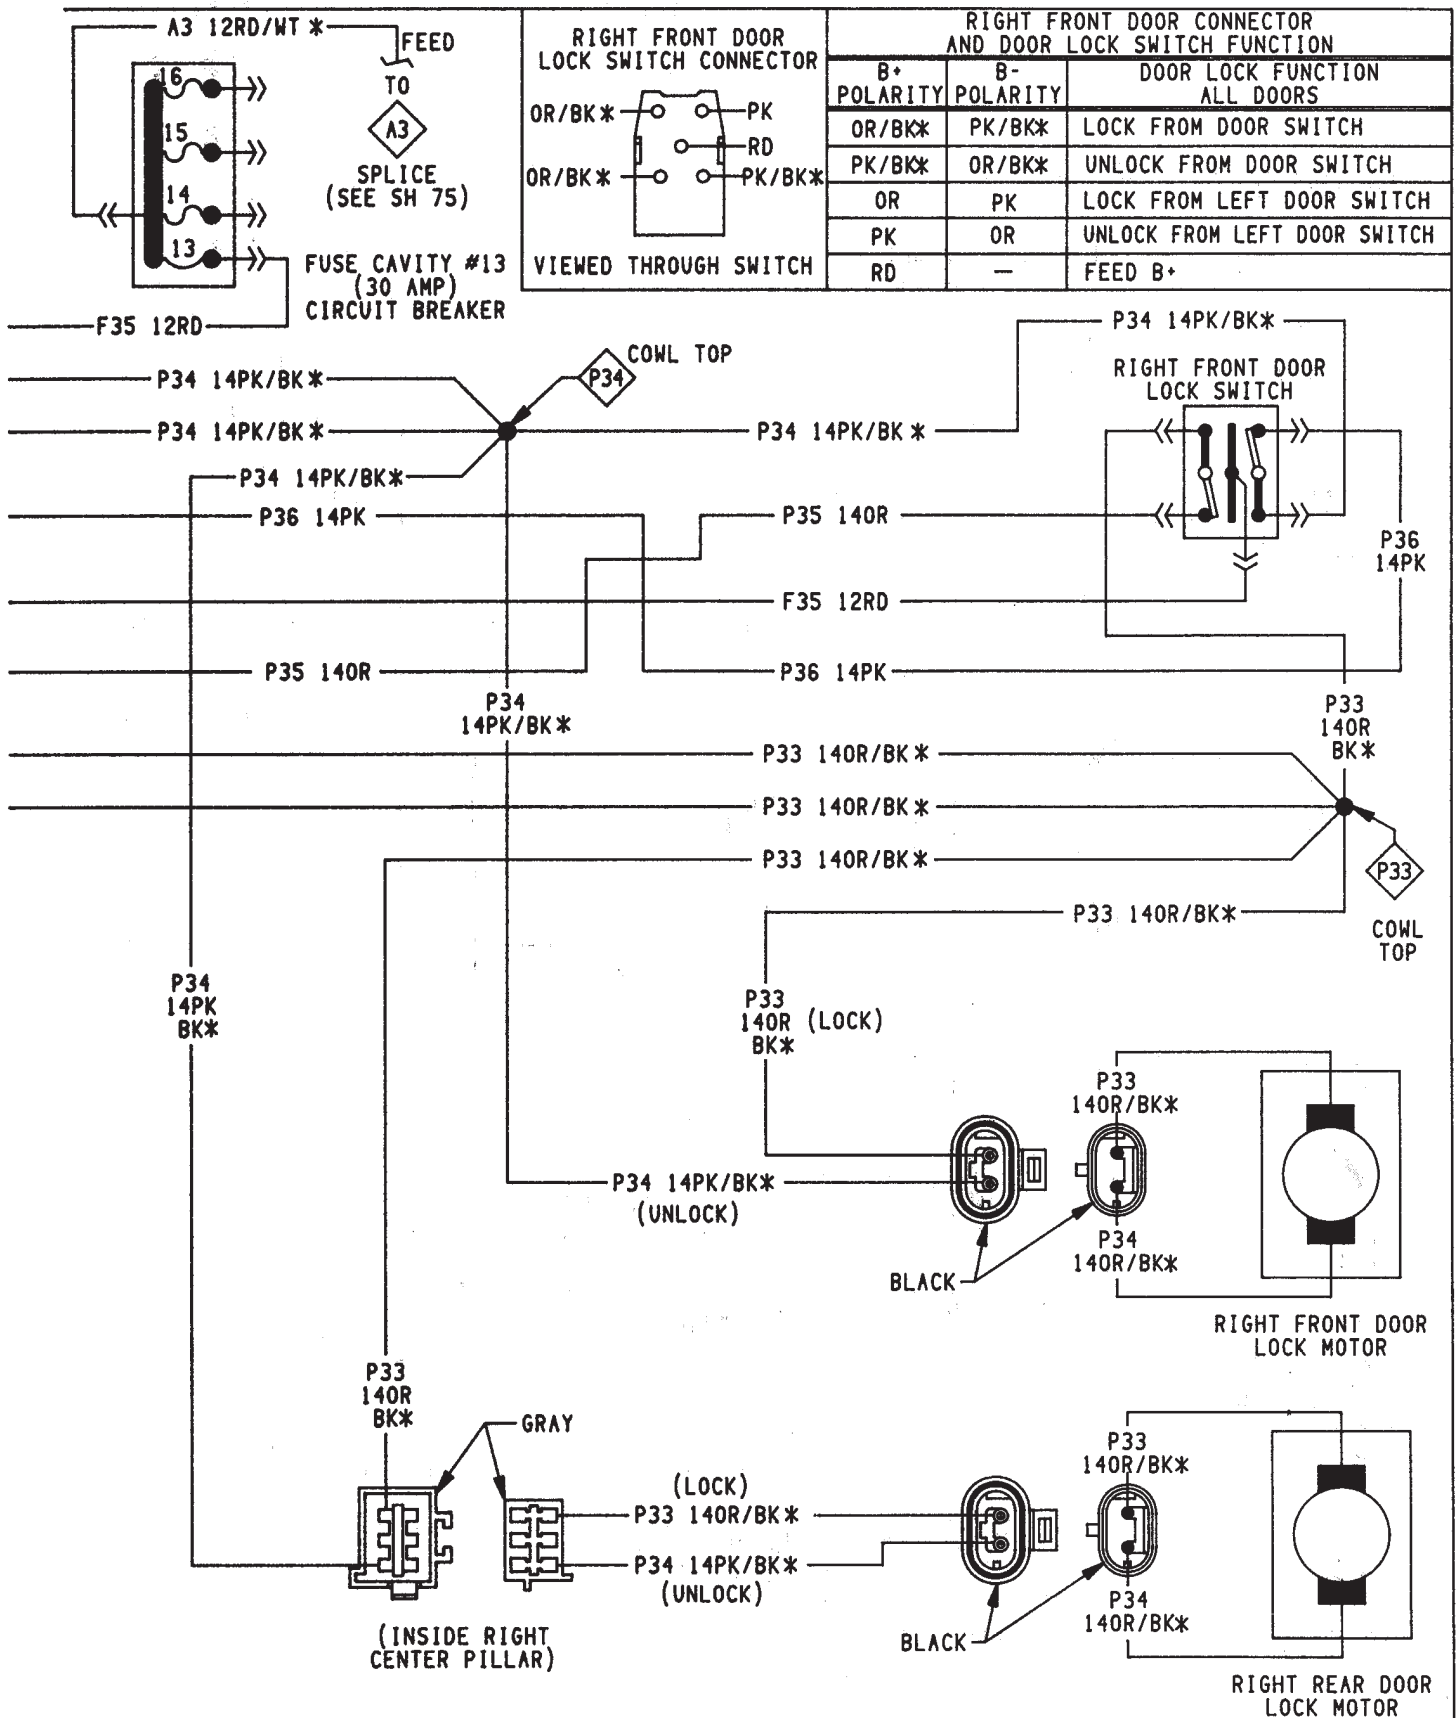 A3 12RD/WT *
FEED
TO
A3
SPLICE
(SEE SH 75)
16
15
14
13
FUSE CAVITY #13
(30 AMP)
CIRCUIT BREAKER
F35 12RD
RIGHT FRONT DOOR
LOCK SWITCH CONNECTOR
OR/BK*
PK
RD
OR/BK*
PK/BK*
VIEWED THROUGH SWITCH
RIGHT FRONT DOOR CONNECTOR
AND DOOR LOCK SWITCH FUNCTION
B+ POLARITY B- POLARITY DOOR LOCK FUNCTION ALL DOORS
OR/BK* PK/BK* LOCK FROM DOOR SWITCH
PK/BK* OR/BK* UNLOCK FROM DOOR SWITCH
OR PK LOCK FROM LEFT DOOR SWITCH
PK OR UNLOCK FROM LEFT DOOR SWITCH
RD — FEED B+
P34 14PK/BK*
COWL TOP
P34
P34 14PK/BK*
RIGHT FRONT DOOR
LOCK SWITCH
P34 14PK/BK*
P34 14PK/BK*
P34 14PK/BK*
P36 14PK
P35 14OR
P36
14PK
F35 12RD
P35 14OR
P36 14PK
P34
14PK/BK*
P33
14OR
BK*
P33 14OR/BK*
P33 14OR/BK*
P33 14OR/BK*
P33
COWL
TOP
P33 14OR/BK*
P34
14PK
BK*
P33
14OR (LOCK)
BK*
P33
14OR/BK*
P34 14PK/BK*
(UNLOCK)
P34
14OR/BK*
BLACK
RIGHT FRONT DOOR
LOCK MOTOR
P33
14OR
BK*
GRAY
(LOCK)
P33 14OR/BK*
P33
14OR/BK*
P34 14PK/BK*
(UNLOCK)
P34
14OR/BK*
BLACK
(INSIDE RIGHT
CENTER PILLAR)
RIGHT REAR DOOR
LOCK MOTOR